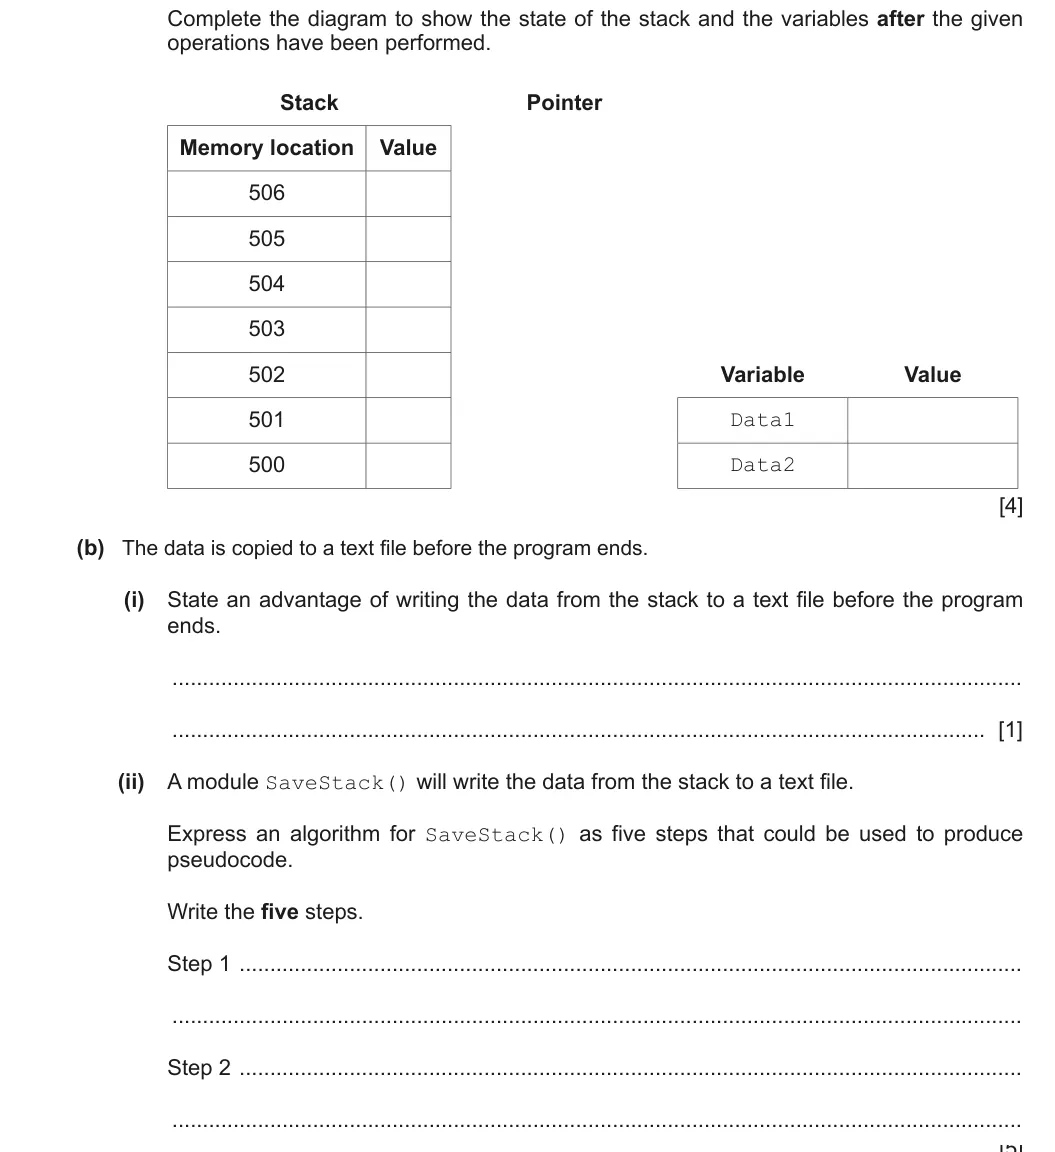 Complete the diagram to show the state of the stack and the variables after the given
operations have been performed.
Stack Pointer
Memory location Value
506
505
504
503
502
Variable Value
501
Data1
500
Data2
[4]
(b) The data is copied to a text file before the program ends.
(i) State an advantage of writing the data from the stack to a text file before the program
ends.
...................................................................................................................................
................................................................................................................................ [1]
(ii) A module SaveStack() will write the data from the stack to a text file.
Express an algorithm for SaveStack() as five steps that could be used to produce
pseudocode.
Write the five steps.
Step 1 .........................................................................................................................
...................................................................................................................................
Step 2 .........................................................................................................................
...................................................................................................................................